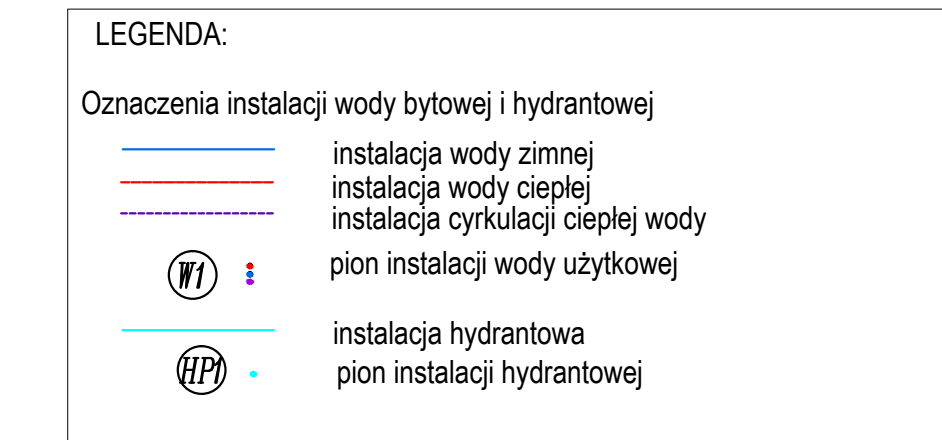 LEGENDA:
Oznaczenia instalacji wody bytowej i hydrantowej
instalacja wody zimnej
instalacja wody ciepłej
instalacja cyrkulacji ciepłej wody
W1 pion instalacji wody użytkowej
instalacja hydrantowa
HP1 pion instalacji hydrantowej